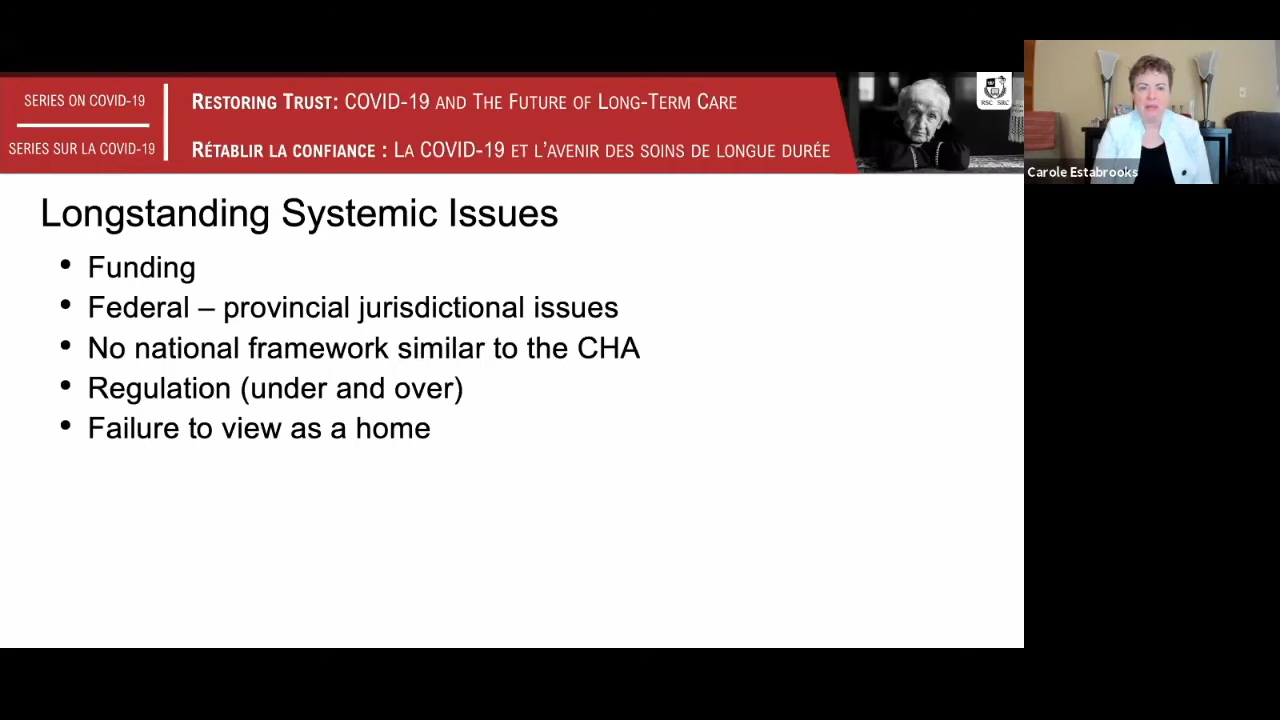 SERIES ON COVID-19
SERIES SUR LA COVID-19
RESTORING TRUST: COVID-19 AND THE FUTURE OF LONG-TERM CARE
RÉTABLIR LA CONFIANCE : LA COVID-19 ET L'AVENIR DES SOINS DE LONGUE DURÉE
RSC SRC
Carole Estabrooks
Longstanding Systemic Issues
• Funding
• Federal – provincial jurisdictional issues
• No national framework similar to the CHA
• Regulation (under and over)
• Failure to view as a home